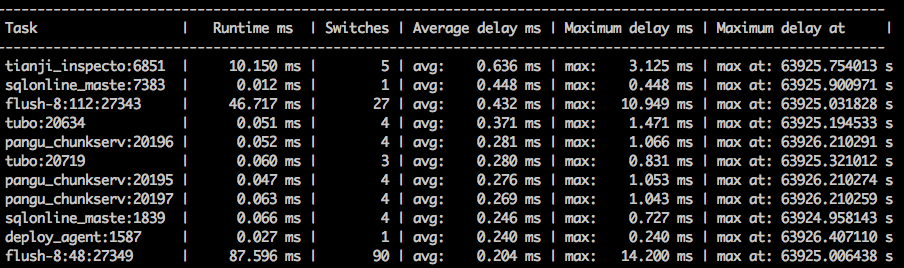 ---------------------------------------------------------------------------------------------------------------
Task                  |   Runtime ms  | Switches | Average delay ms | Maximum delay ms | Maximum delay at     |
---------------------------------------------------------------------------------------------------------------
tianji_inspecto:6851  |     10.150 ms |        5 | avg:    0.636 ms | max:    3.125 ms | max at: 63925.754013 s
sqlonline_maste:7383  |      0.012 ms |        1 | avg:    0.448 ms | max:    0.448 ms | max at: 63925.900971 s
flush-8:112:27343     |     46.717 ms |       27 | avg:    0.432 ms | max:   10.949 ms | max at: 63925.031828 s
tubo:20634            |      0.051 ms |        4 | avg:    0.371 ms | max:    1.471 ms | max at: 63925.194533 s
pangu_chunkserv:20196 |      0.052 ms |        4 | avg:    0.281 ms | max:    1.066 ms | max at: 63926.210291 s
tubo:20719            |      0.060 ms |        3 | avg:    0.280 ms | max:    0.831 ms | max at: 63925.321012 s
pangu_chunkserv:20195 |      0.047 ms |        4 | avg:    0.276 ms | max:    1.053 ms | max at: 63926.210274 s
pangu_chunkserv:20197 |      0.063 ms |        4 | avg:    0.269 ms | max:    1.043 ms | max at: 63926.210259 s
sqlonline_maste:1839  |      0.066 ms |        4 | avg:    0.246 ms | max:    0.727 ms | max at: 63924.958143 s
deploy_agent:1587     |      0.027 ms |        1 | avg:    0.240 ms | max:    0.240 ms | max at: 63926.407110 s
flush-8:48:27349      |     87.596 ms |       90 | avg:    0.204 ms | max:   14.200 ms | max at: 63925.006438 s